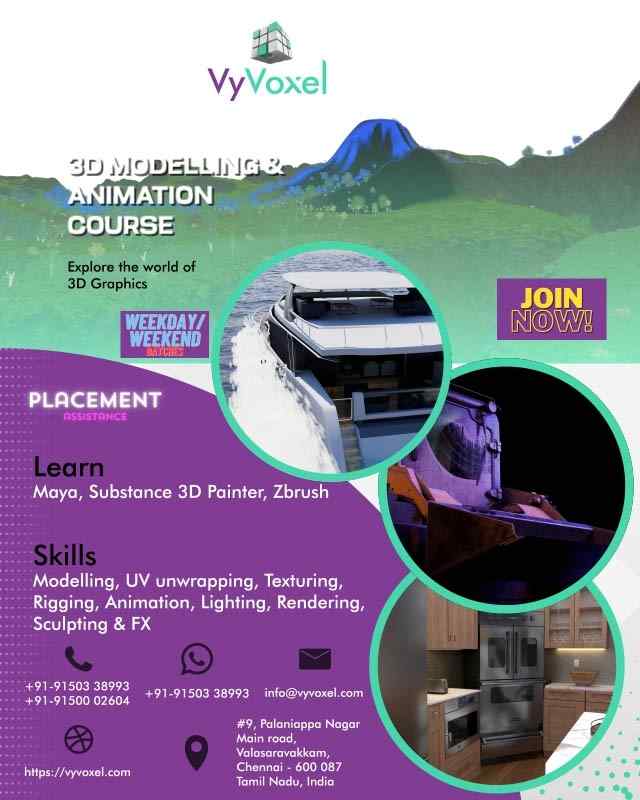 VyVoxel
3D MODELLING &
ANIMATION
COURSE
Explore the world of
3D Graphics
JOIN
NOW!
WEEKDAY/
WEEKEND
BATCHES
PLACEMENT
ASSISTANCE
Learn
Maya, Substance 3D Painter, Zbrush
Skills
Modelling, UV unwrapping, Texturing,
Rigging, Animation, Lighting, Rendering,
Sculpting & FX
+91-91503 38993
+91-91500 02604
+91-91503 38993
info@vyvoxel.com
https://vyvoxel.com
#9, Palaniappa Nagar
Main road,
Valasaravakkam,
Chennai - 600 087
Tamil Nadu, India